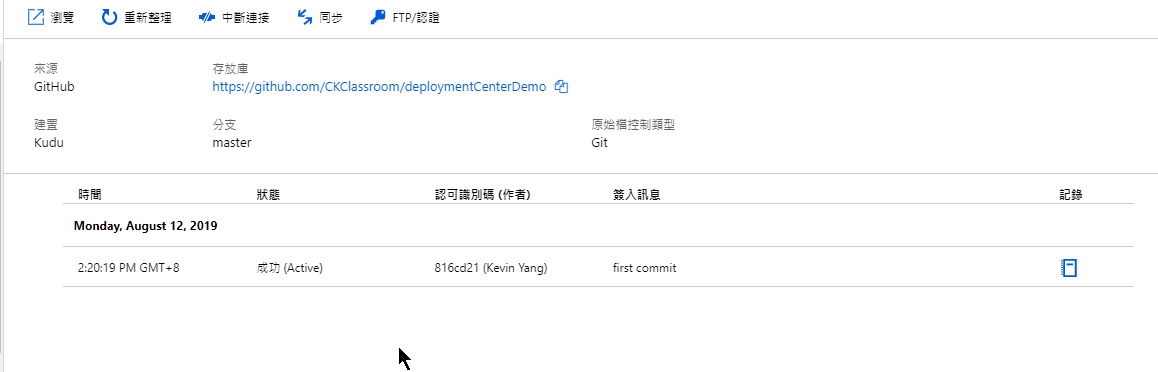 瀏覽 重新整理 中斷連接 同步 FTP/認證
來源 存放庫
GitHub https://github.com/CKClassroom/deploymentCenterDemo
建置 分支 原始檔控制類型
Kudu master Git
時間 狀態 認可識別碼 (作者) 簽入訊息 記錄
Monday, August 12, 2019
2:20:19 PM GMT+8 成功 (Active) 816cd21 (Kevin Yang) first commit